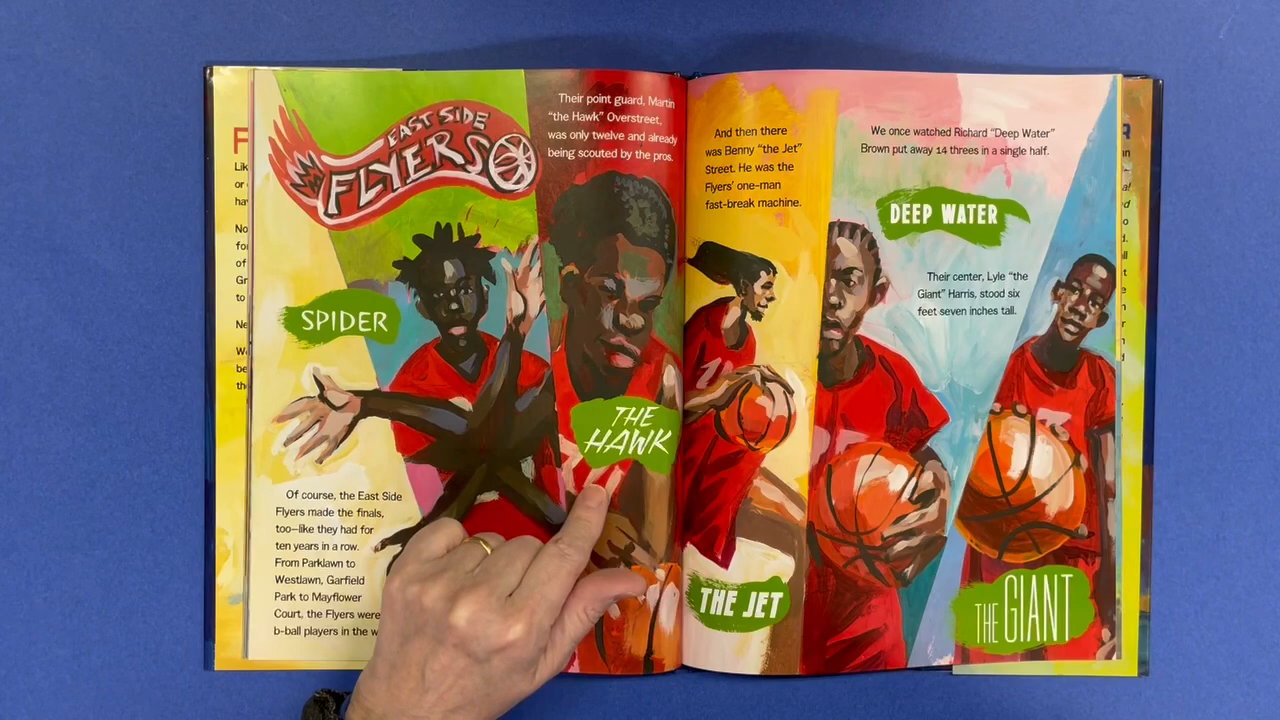 EAST SIDE
FLYERS
SPIDER
Of course, the East Side
Flyers made the finals,
too—like they had for
ten years in a row.
From Parklawn to
Westlawn, Garfield
Park to Mayflower
Court, the Flyers were
b-ball players in the
Their point guard, Martin
"the Hawk" Overstreet,
was only twelve and already
being scouted by the pros.
THE
HAWK
And then there
was Benny "the Jet"
Street. He was the
Flyers' one-man
fast-break machine.
THE JET
We once watched Richard "Deep Water"
Brown put away 14 threes in a single half.
DEEP WATER
Their center, Lyle "the
Giant" Harris, stood six
feet seven inches tall.
THE GIANT